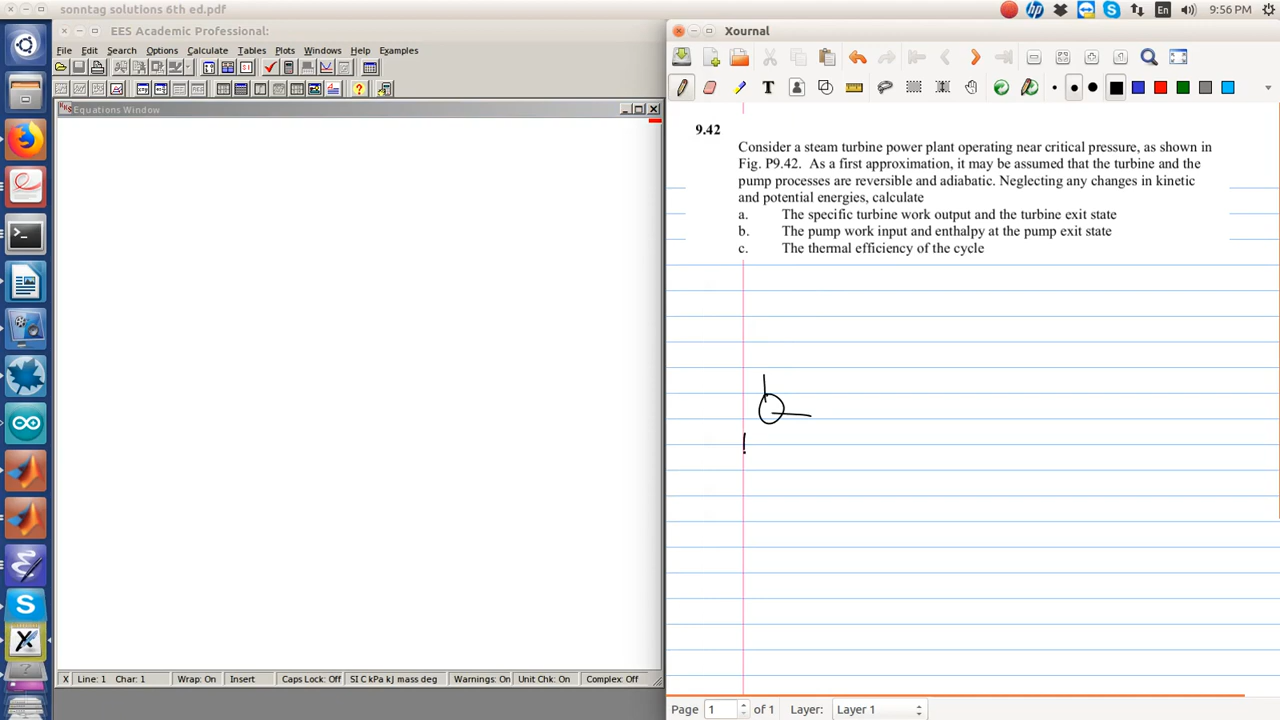 sonntag solutions 6th ed.pdf
En
9:56 PM
EES Academic Professional:
File Edit Search Options Calculate Tables Plots Windows Help Examples
Equations Window
X Line: 1 Char: 1 Wrap: On Insert Caps Lock: Off SI C kPa kJ mass deg Warnings: On Unit Chk: On Complex: Off
Xournal
9.42
Consider a steam turbine power plant operating near critical pressure, as shown in
Fig. P9.42. As a first approximation, it may be assumed that the turbine and the
pump processes are reversible and adiabatic. Neglecting any changes in kinetic
and potential energies, calculate
a. The specific turbine work output and the turbine exit state
b. The pump work input and enthalpy at the pump exit state
c. The thermal efficiency of the cycle
Page 1 of 1 Layer: Layer 1